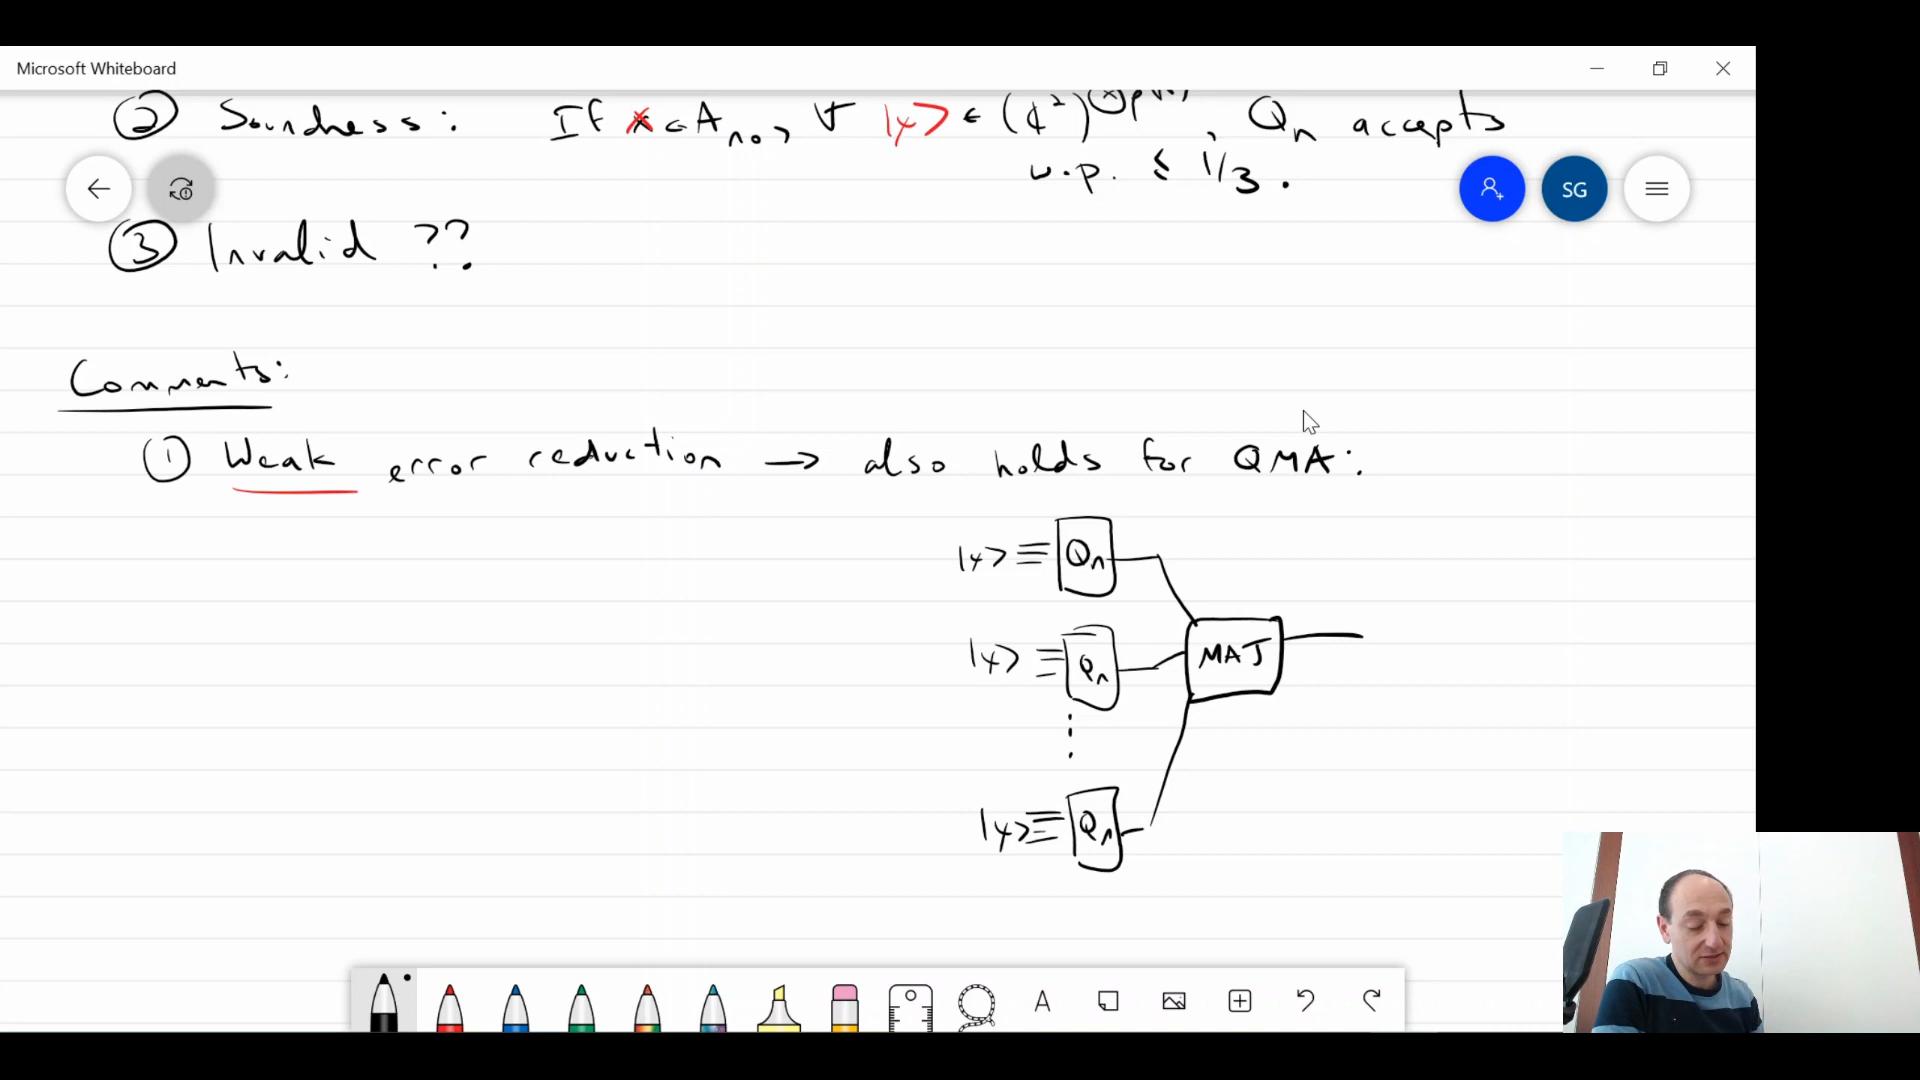 Microsoft Whiteboard
② Soundness: If x ∈ A_no, ∀ |y> ∈ (ℂ²)^⊗p(n), Q_n accepts
w.p. ≤ 1/3.
SG
③ Invalid ??
Comments:
① Weak error reduction → also holds for QMA:
|y> Q_n
|y> Q_n
MAJ
⋮
|y> Q_n
A